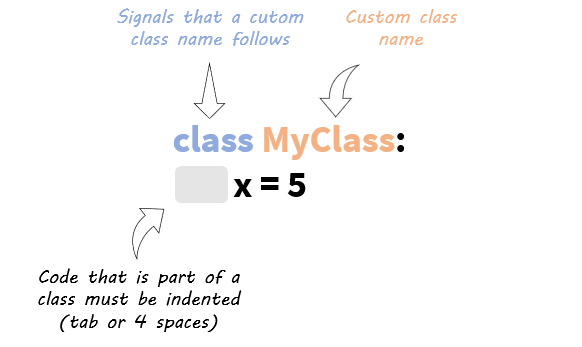 Signals that a cutom
class name follows
Custom class
name
class MyClass:
x = 5
Code that is part of a
class must be indented
(tab or 4 spaces)